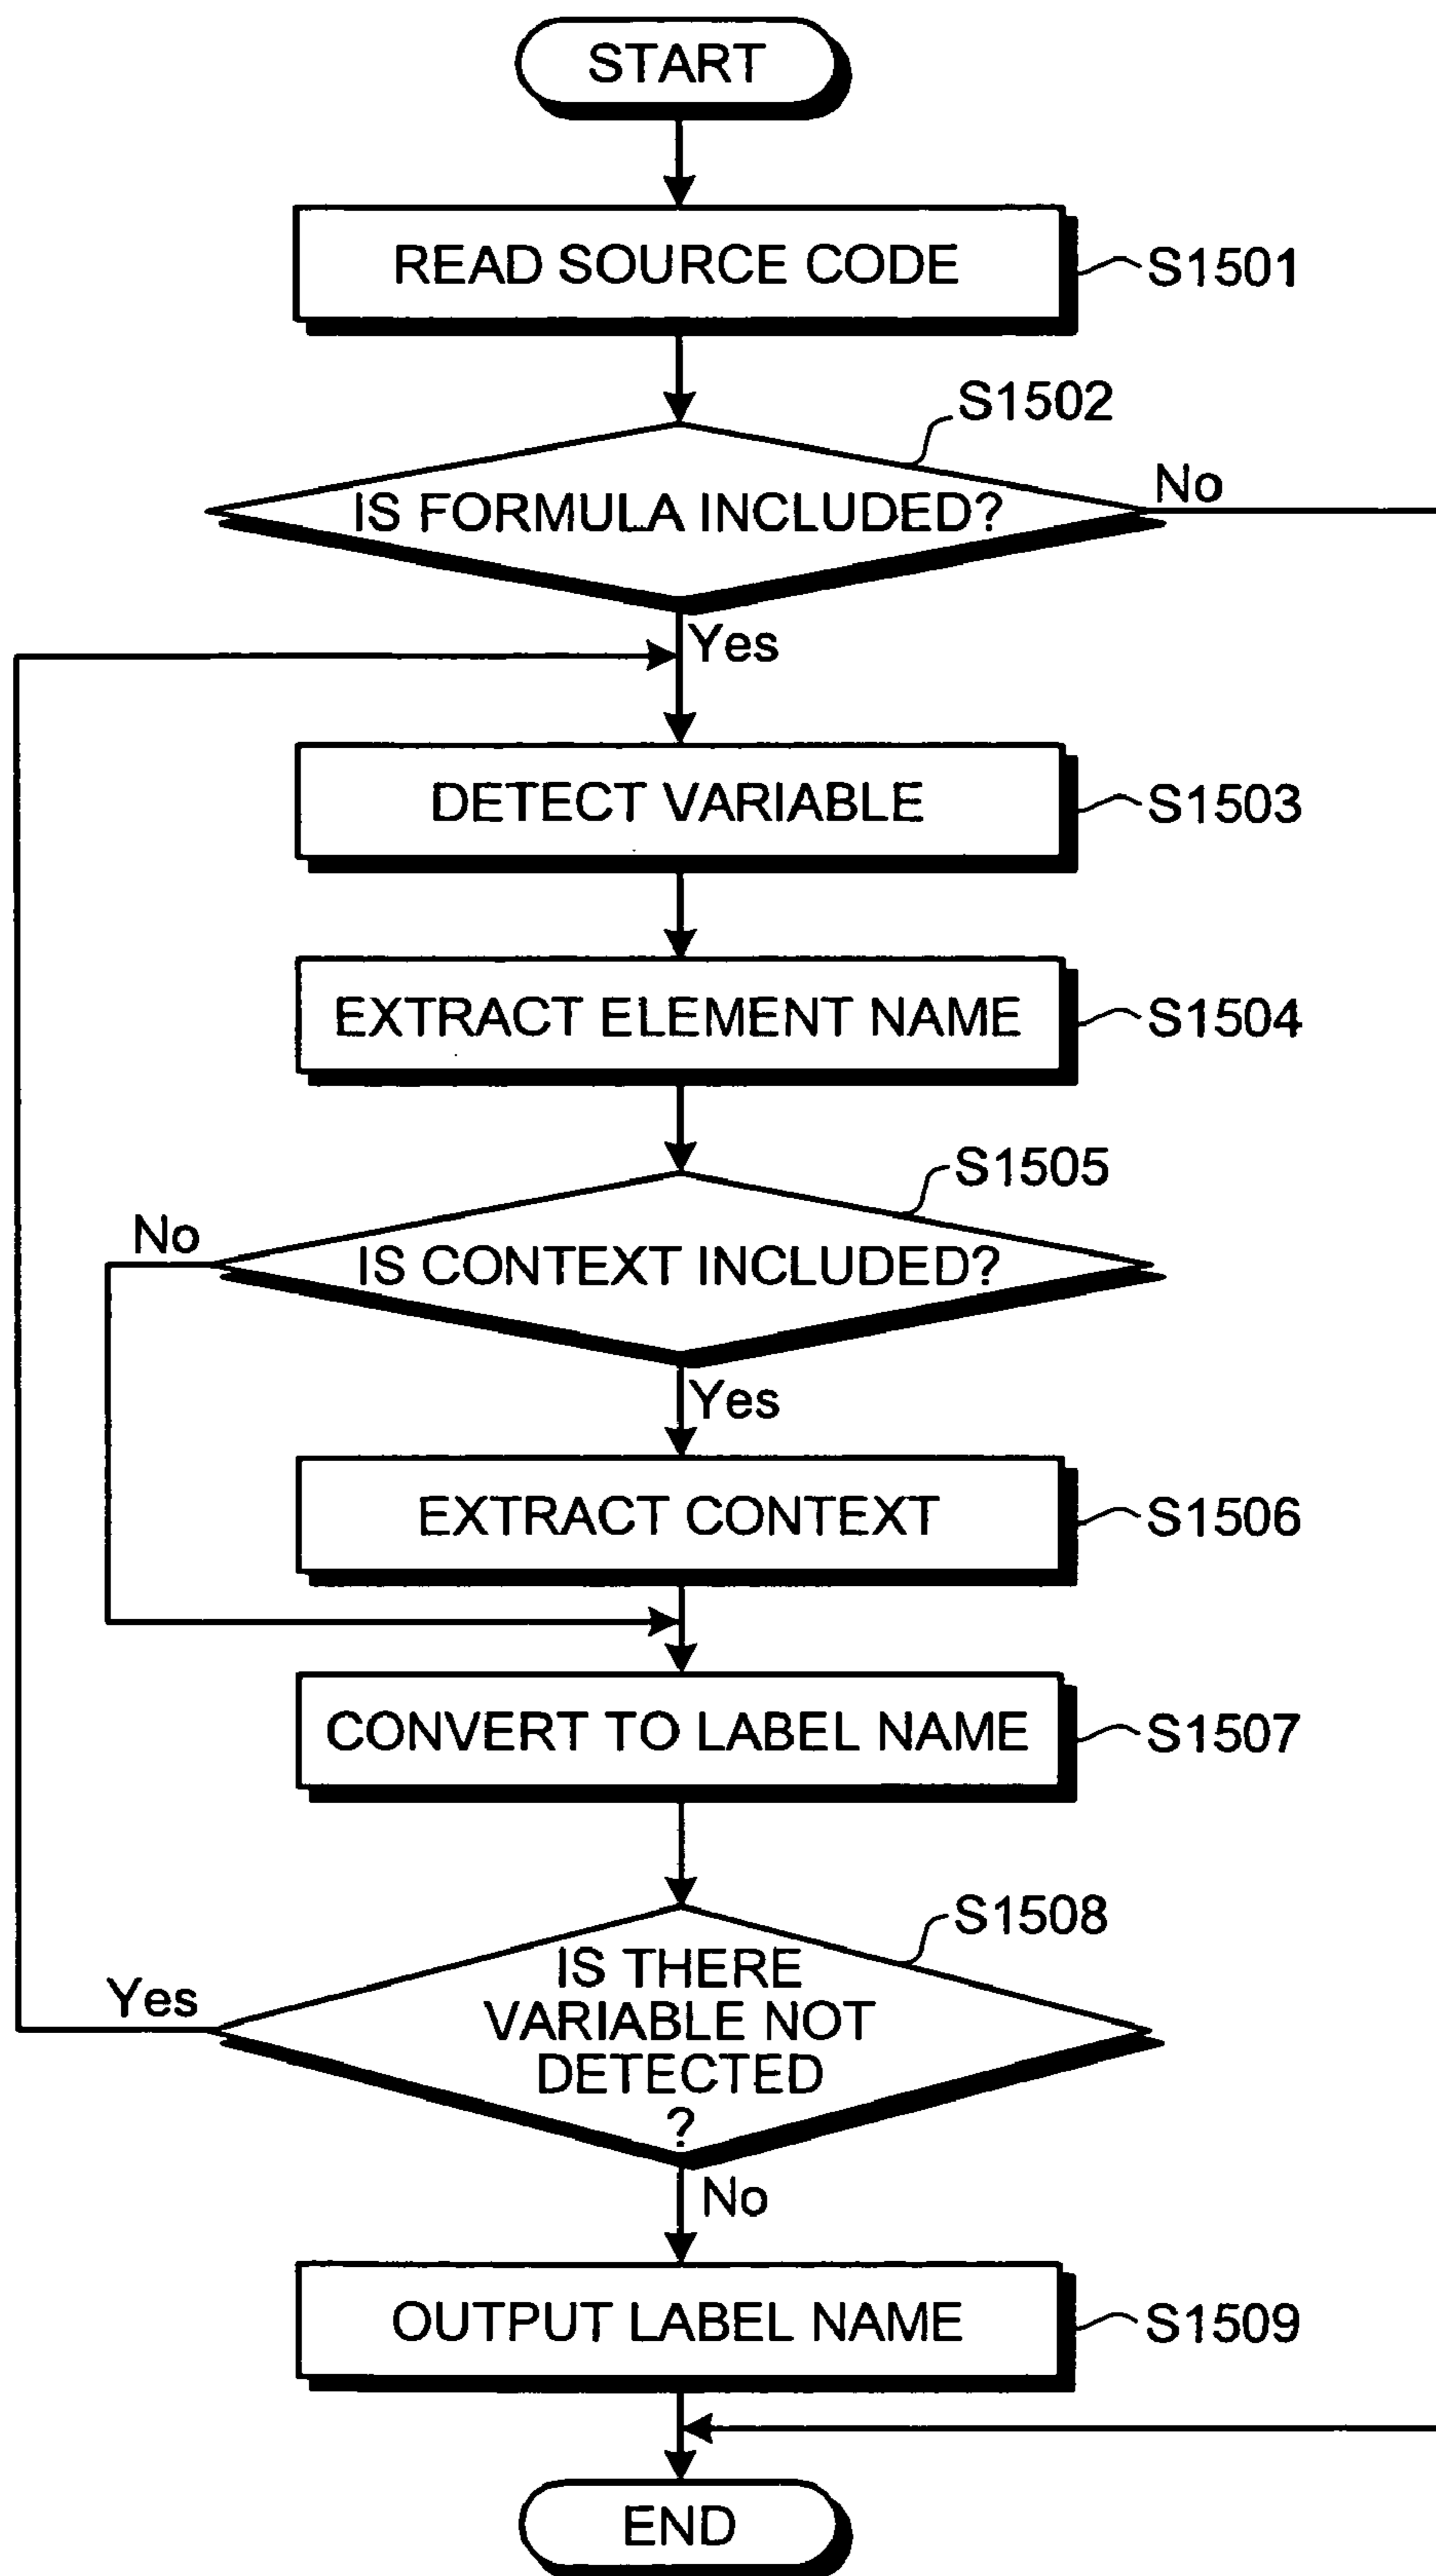 START
READ SOURCE CODE
S1501
S1502
IS FORMULA INCLUDED?
No
Yes
DETECT VARIABLE
S1503
EXTRACT ELEMENT NAME
S1504
S1505
No
IS CONTEXT INCLUDED?
Yes
EXTRACT CONTEXT
S1506
CONVERT TO LABEL NAME
S1507
S1508
Yes
IS THERE
VARIABLE NOT
DETECTED
?
No
OUTPUT LABEL NAME
S1509
END